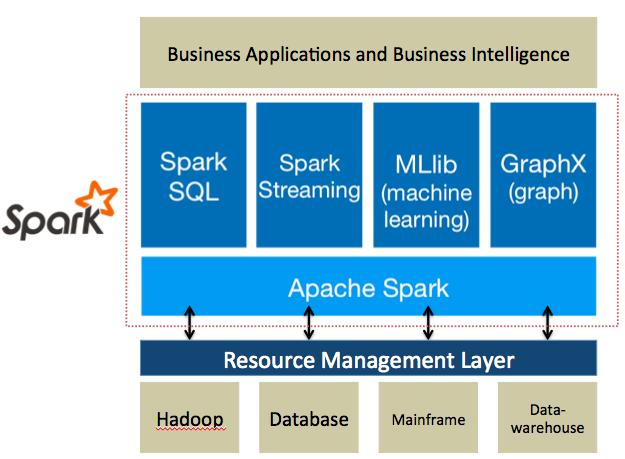 Business Applications and Business Intelligence
Spark
SQL
Spark
Streaming
MLlib
(machine
learning)
GraphX
(graph)
Spark
Apache Spark
Resource Management Layer
Hadoop
Database
Mainframe
Data-
warehouse